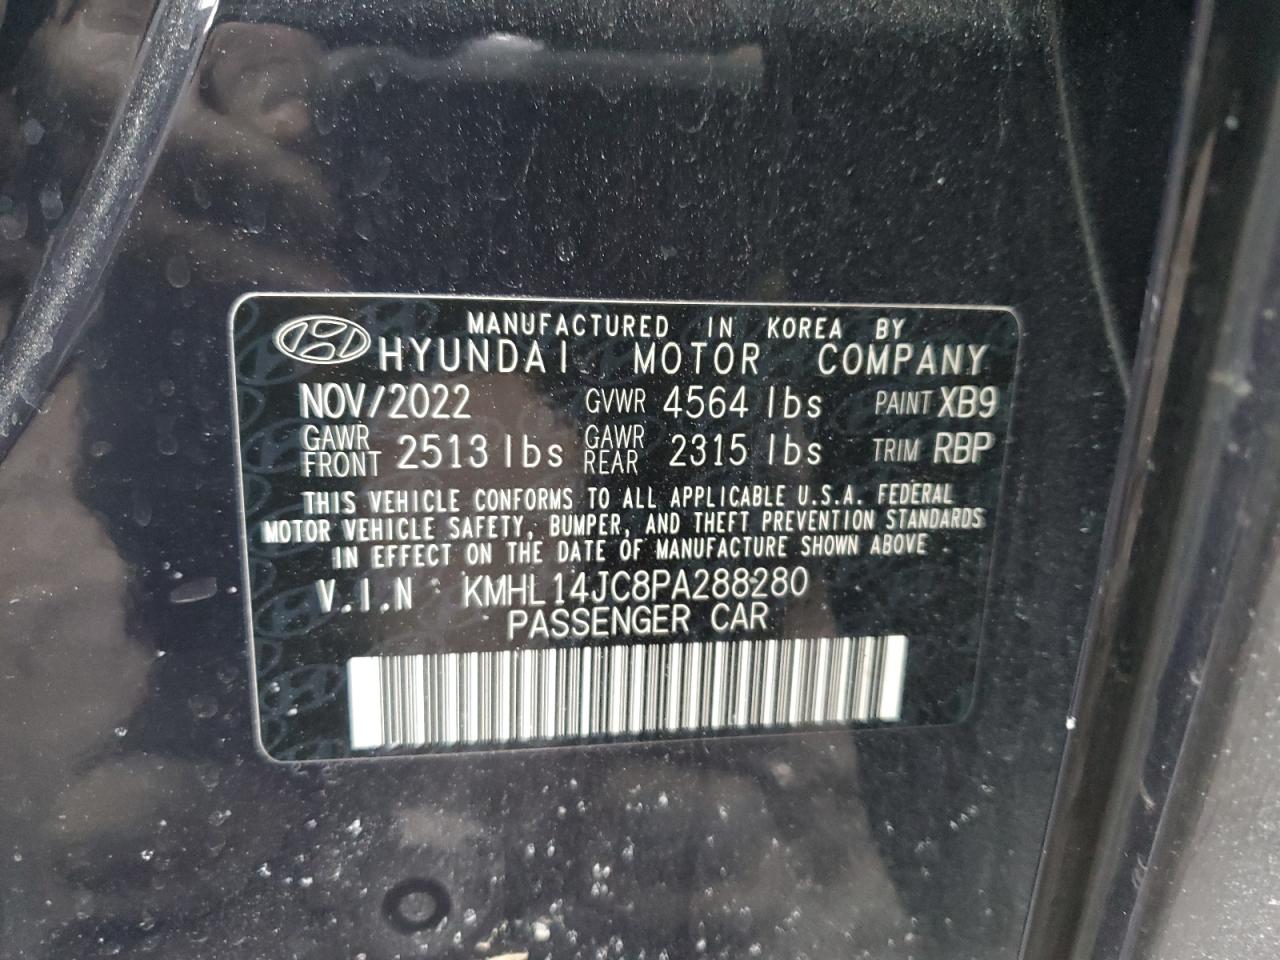 MANUFACTURED IN KOREA BY
HYUNDAI MOTOR COMPANY
NOV/2022 GVWR 4564 lbs PAINT XB9
GAWR FRONT 2513 lbs GAWR REAR 2315 lbs TRIM RBP
THIS VEHICLE CONFORMS TO ALL APPLICABLE U.S.A. FEDERAL
MOTOR VEHICLE SAFETY, BUMPER, AND THEFT PREVENTION STANDARDS
IN EFFECT ON THE DATE OF MANUFACTURE SHOWN ABOVE
V.I.N : KMHL14JC8PA288280
PASSENGER CAR